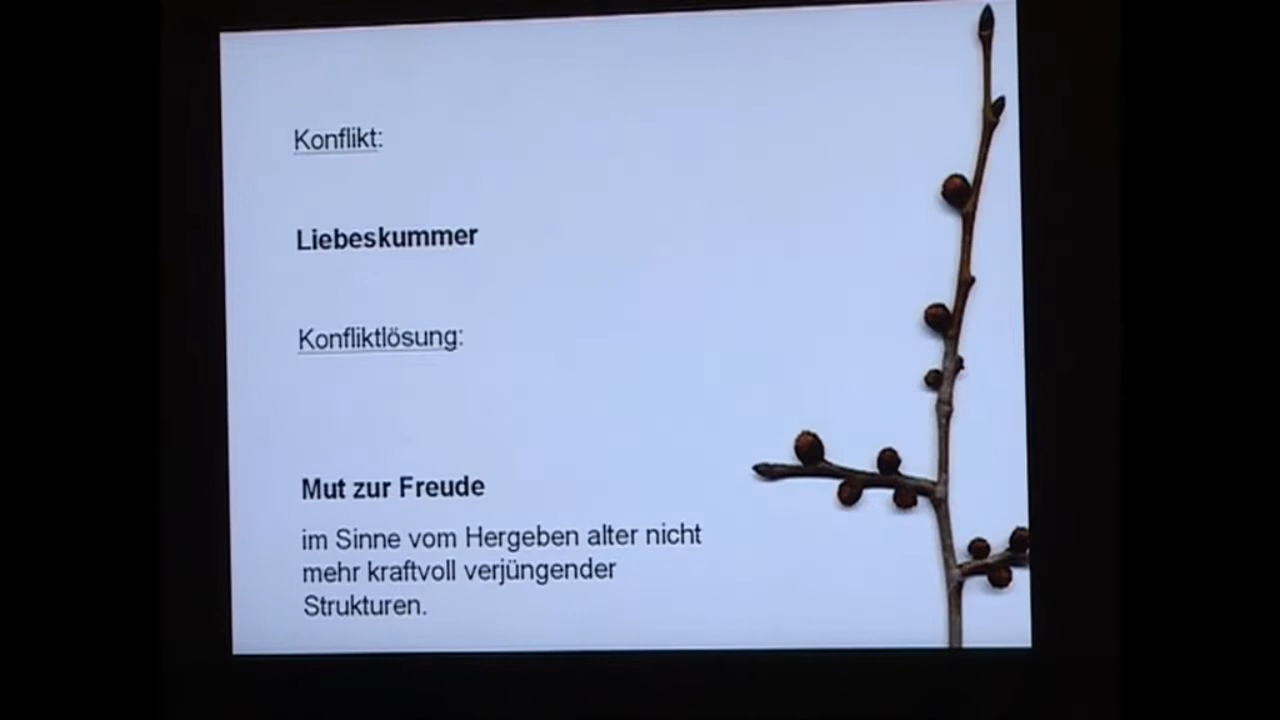 Konflikt:
Liebeskummer
Konfliktlösung:
Mut zur Freude
im Sinne vom Hergeben alter nicht
mehr kraftvoll verjüngender
Strukturen.